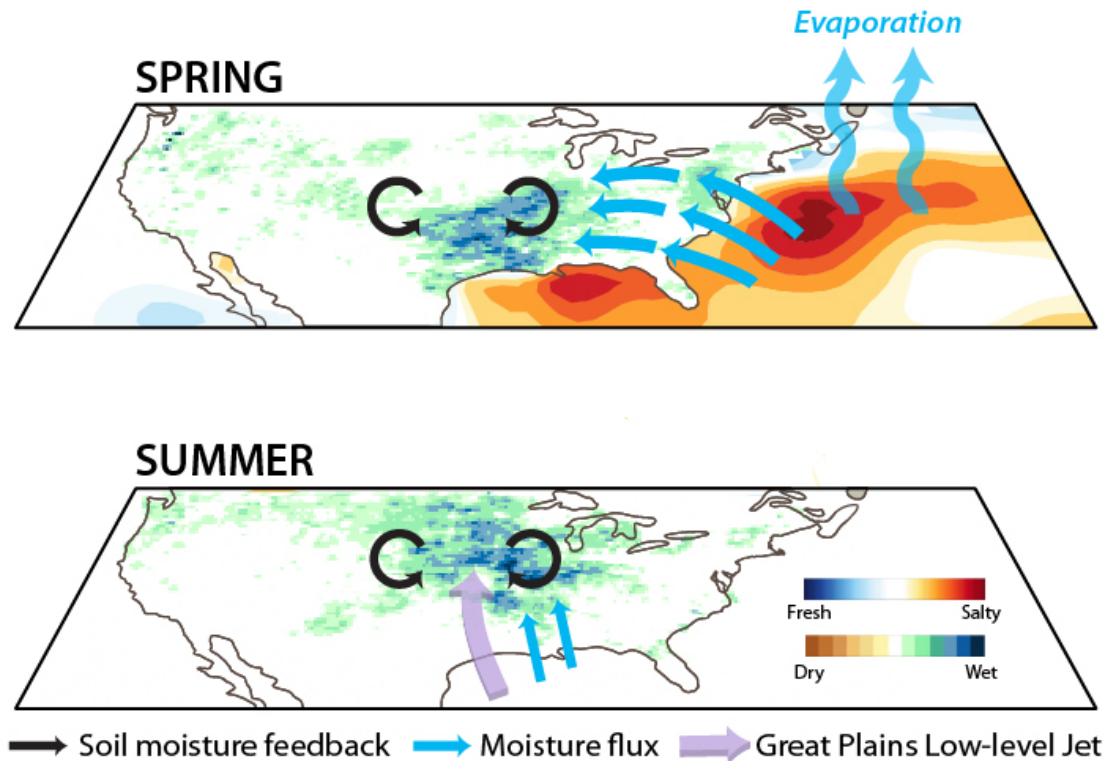 Evaporation
SPRING
SUMMER
Fresh Salty
Dry Wet
Soil moisture feedback Moisture flux Great Plains Low-level Jet